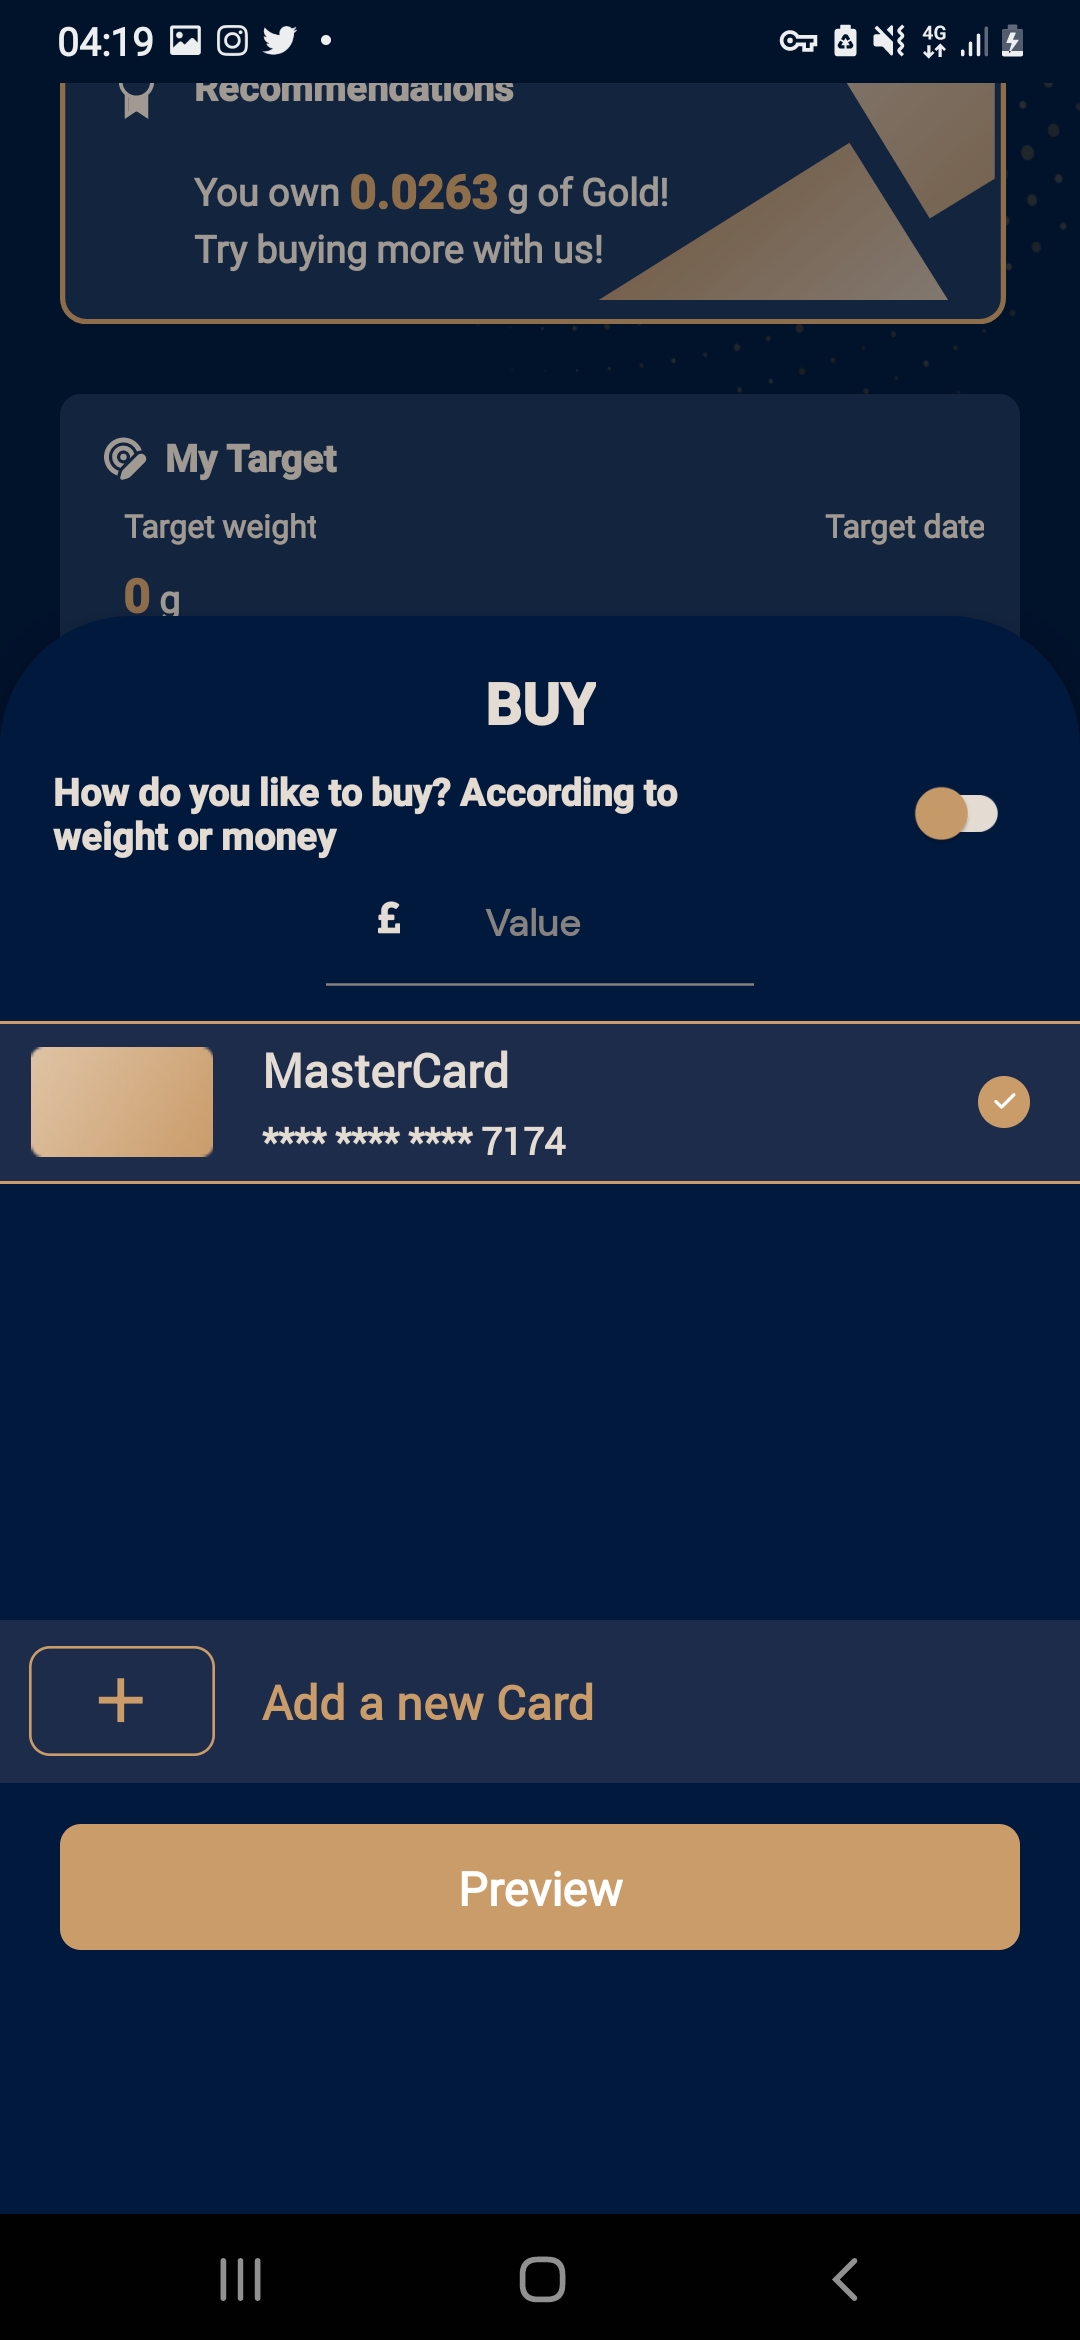 04:19
4G
Recommendations
You own 0.0263 g of Gold!
Try buying more with us!
My Target
Target weight
Target date
0 g
BUY
How do you like to buy? According to
weight or money
£ Value
MasterCard
**** **** **** 7174
Add a new Card
Preview